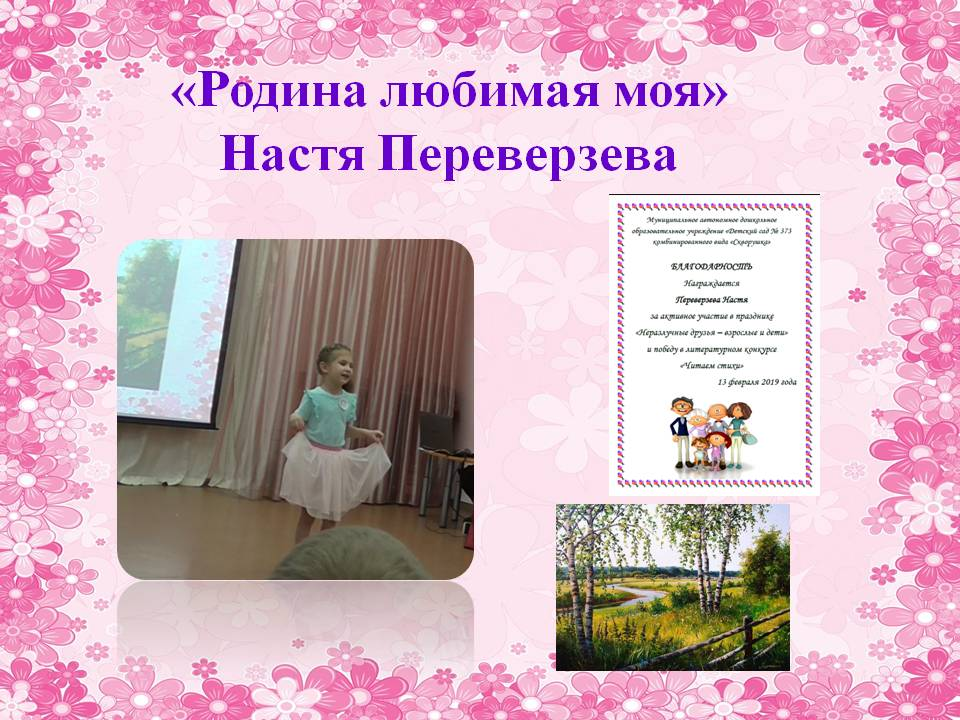 «Родина любимая моя»
Настя Переверзева
Муниципальное автономное дошкольное
образовательное учреждение «Детский сад № 373
комбинированного вида «Скворушка»
БЛАГОДАРНОСТЬ
Награждается
Переверзева Настя
за активное участие в празднике
«Неразлучные друзья – взрослые и дети»
и победу в литературном конкурсе
«Читаем стихи»
13 февраля 2019 года